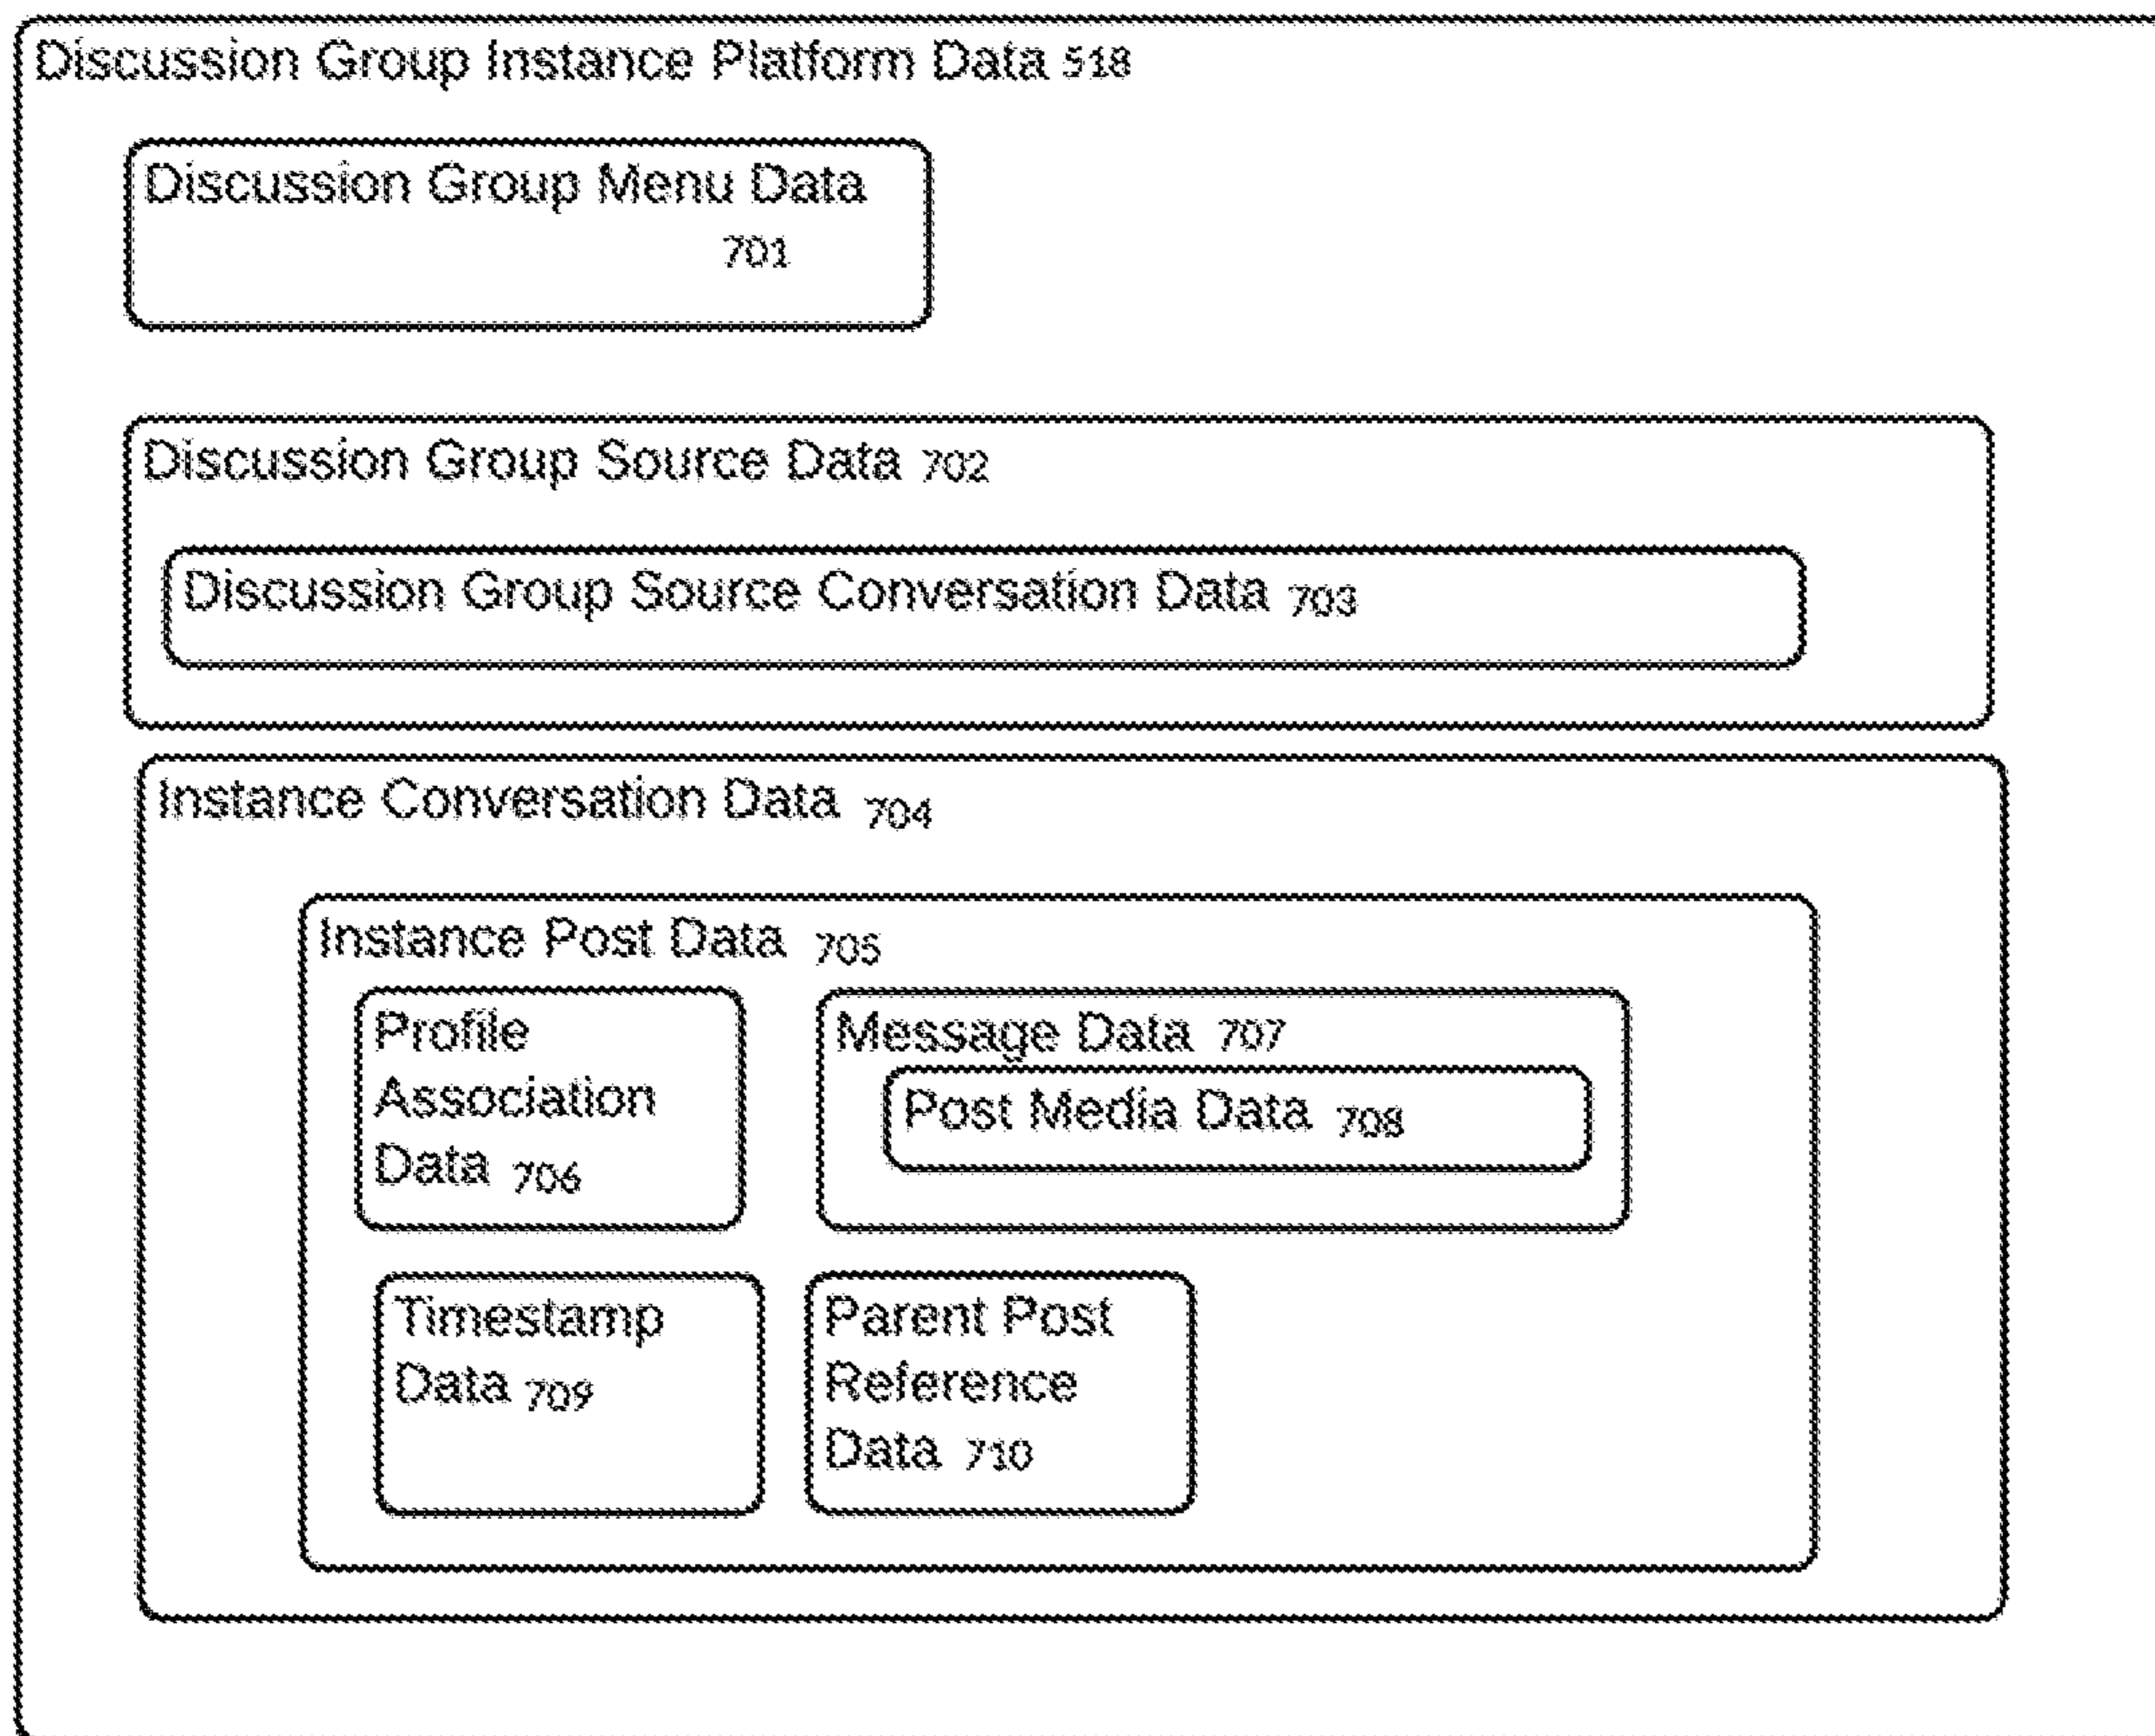 Discussion Group Instance Platform Data 518
Discussion Group Menu Data
701
Discussion Group Source Data 702
Discussion Group Source Conversation Data 703
Instance Conversation Data 704
Instance Post Data 705
Profile
Association
Data 706
Message Data 707
Post Media Data 708
Timestamp
Data 709
Parent Post
Reference
Data 710